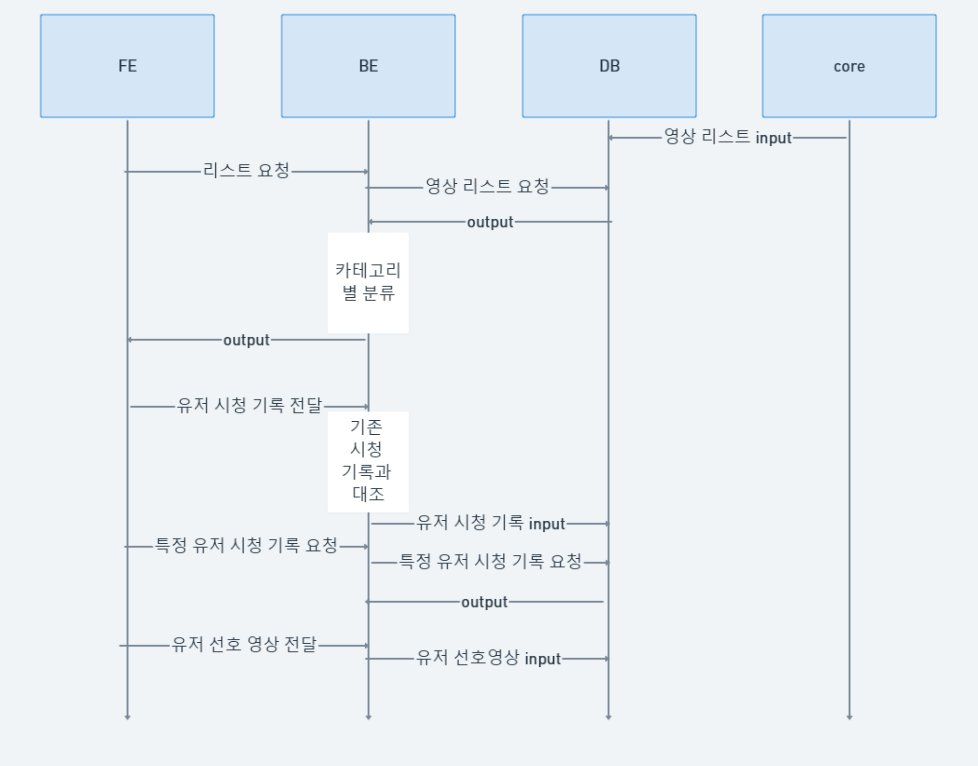 FE
BE
DB
core
영상 리스트 input
리스트 요청
영상 리스트 요청
output
카테고리
별 분류
output
유저 시청 기록 전달
기존
시청
기록과
대조
유저 시청 기록 input
특정 유저 시청 기록 요청
특정 유저 시청 기록 요청
output
유저 선호 영상 전달
유저 선호영상 input